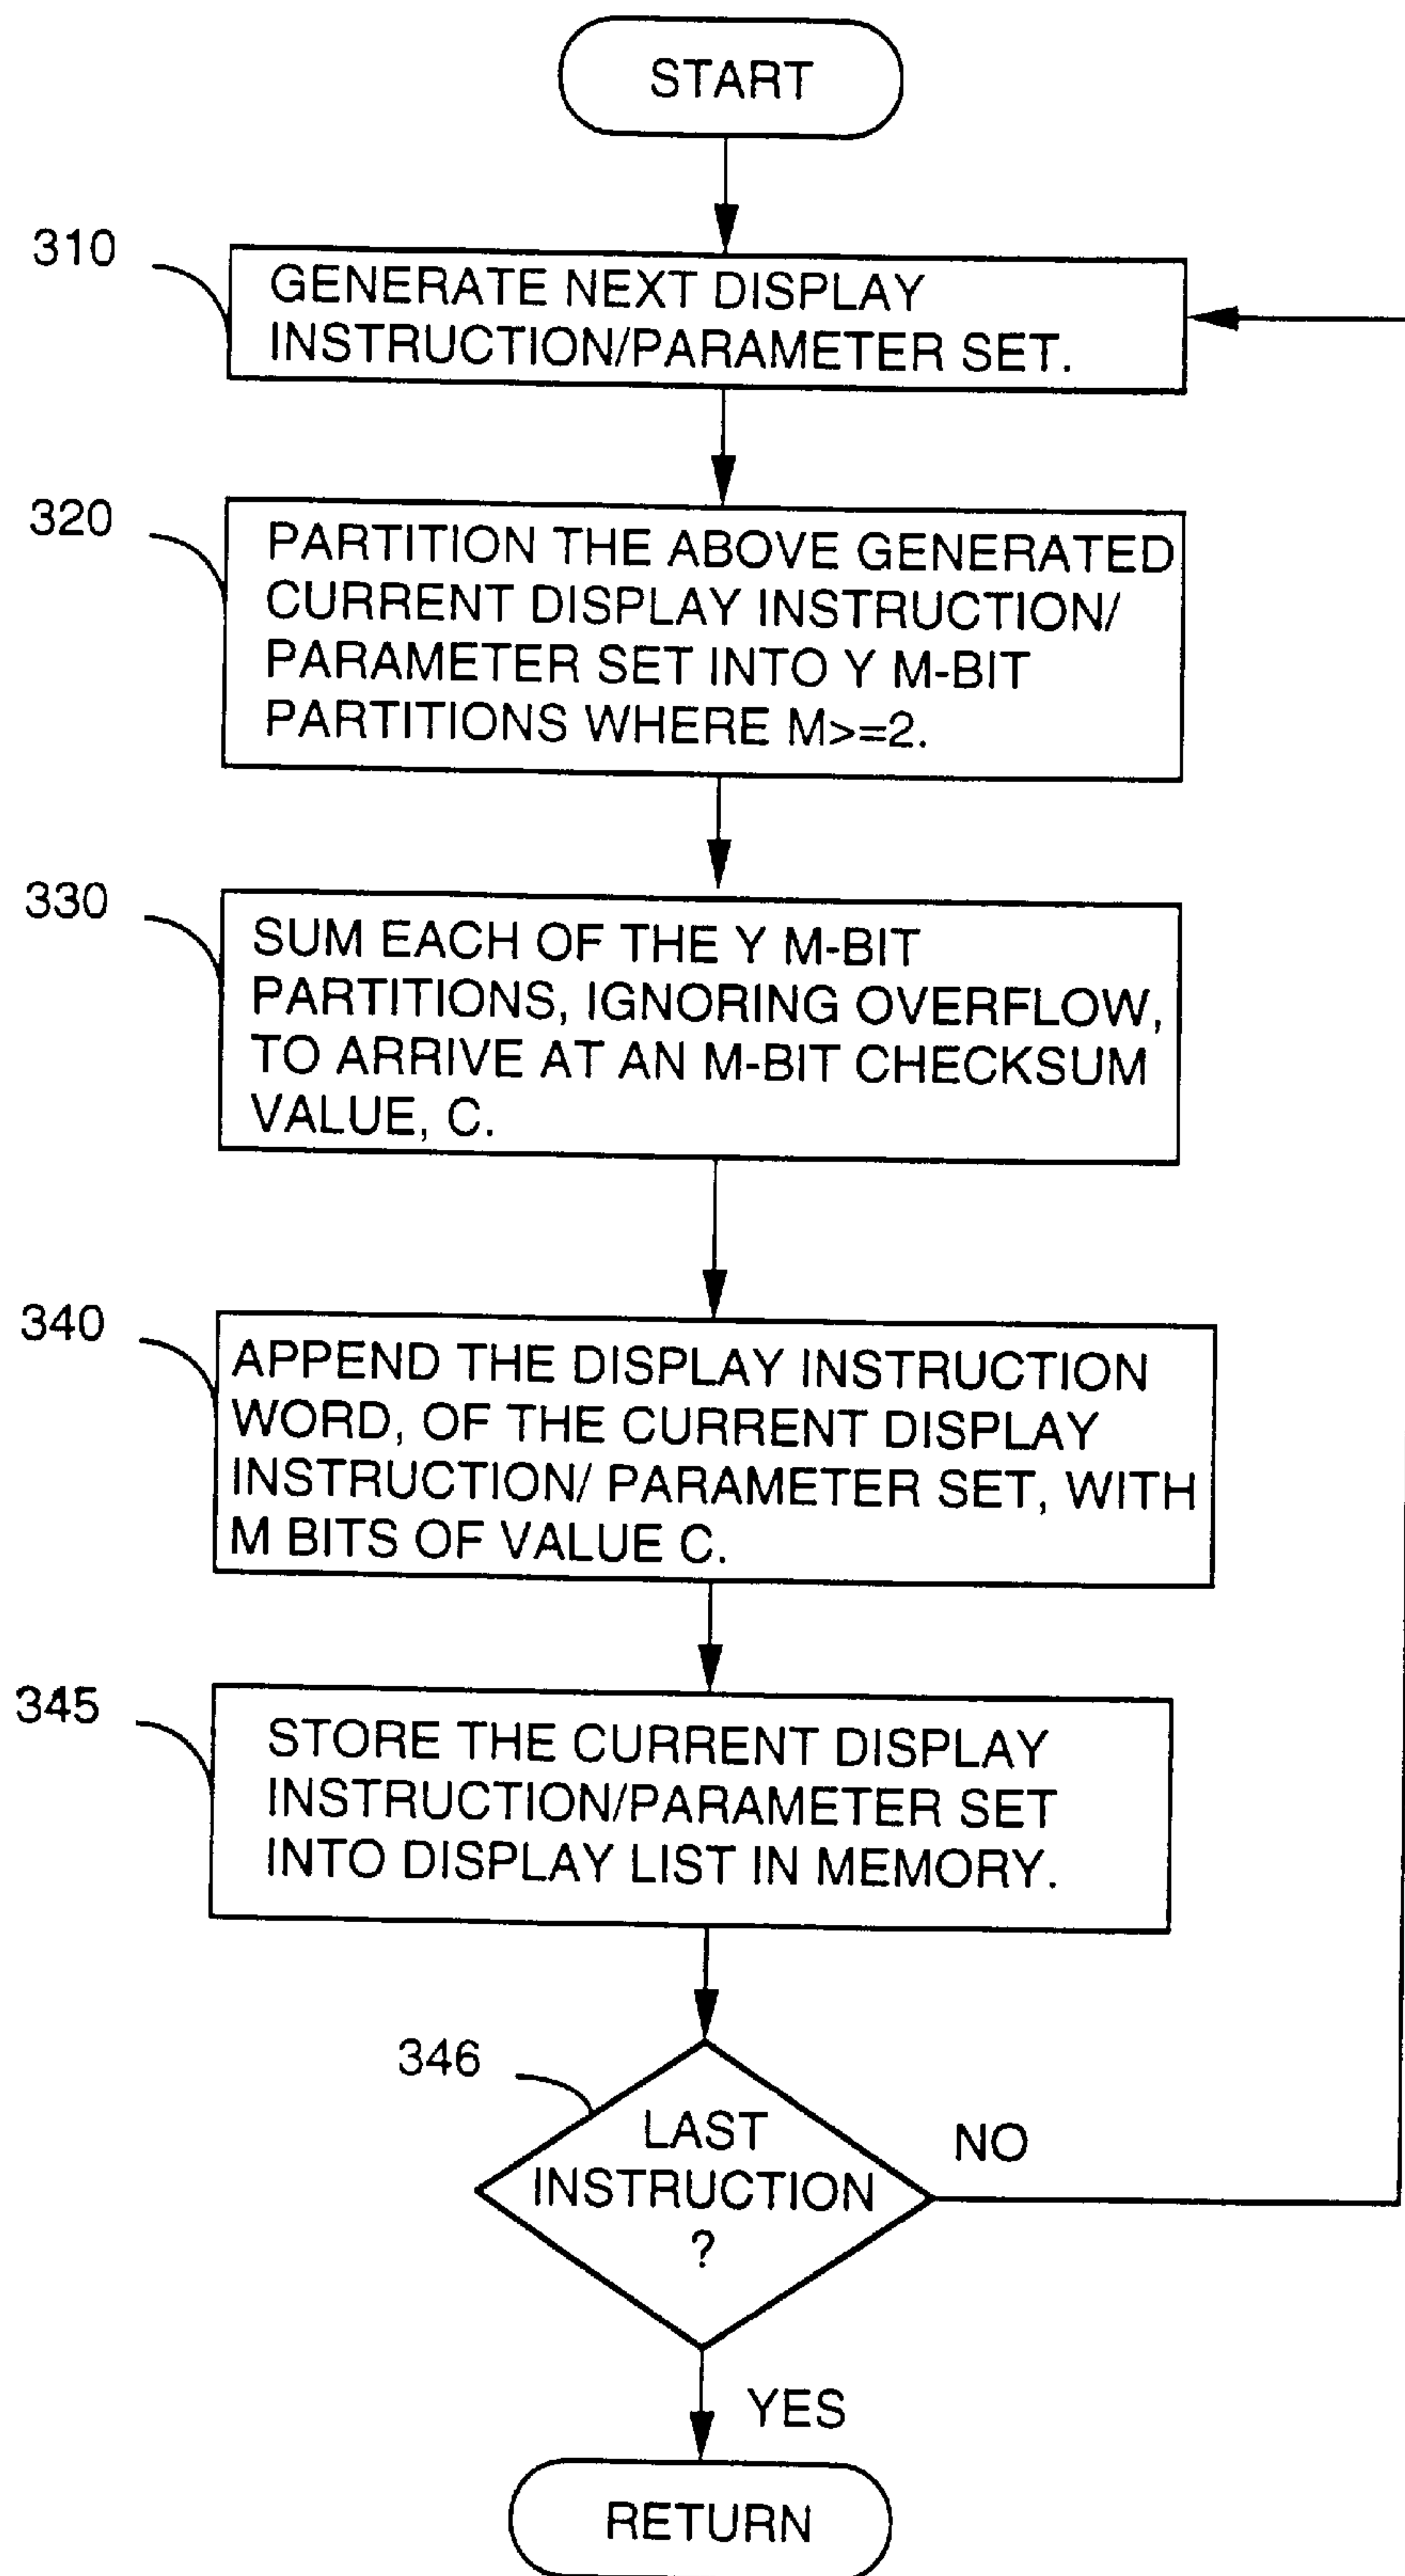 START
310
GENERATE NEXT DISPLAY
INSTRUCTION/PARAMETER SET.
320
PARTITION THE ABOVE GENERATED
CURRENT DISPLAY INSTRUCTION/
PARAMETER SET INTO Y M-BIT
PARTITIONS WHERE M>=2.
330
SUM EACH OF THE Y M-BIT
PARTITIONS, IGNORING OVERFLOW,
TO ARRIVE AT AN M-BIT CHECKSUM
VALUE, C.
340
APPEND THE DISPLAY INSTRUCTION
WORD, OF THE CURRENT DISPLAY
INSTRUCTION/ PARAMETER SET, WITH
M BITS OF VALUE C.
345
STORE THE CURRENT DISPLAY
INSTRUCTION/PARAMETER SET
INTO DISPLAY LIST IN MEMORY.
346
LAST
INSTRUCTION
?
NO
YES
RETURN